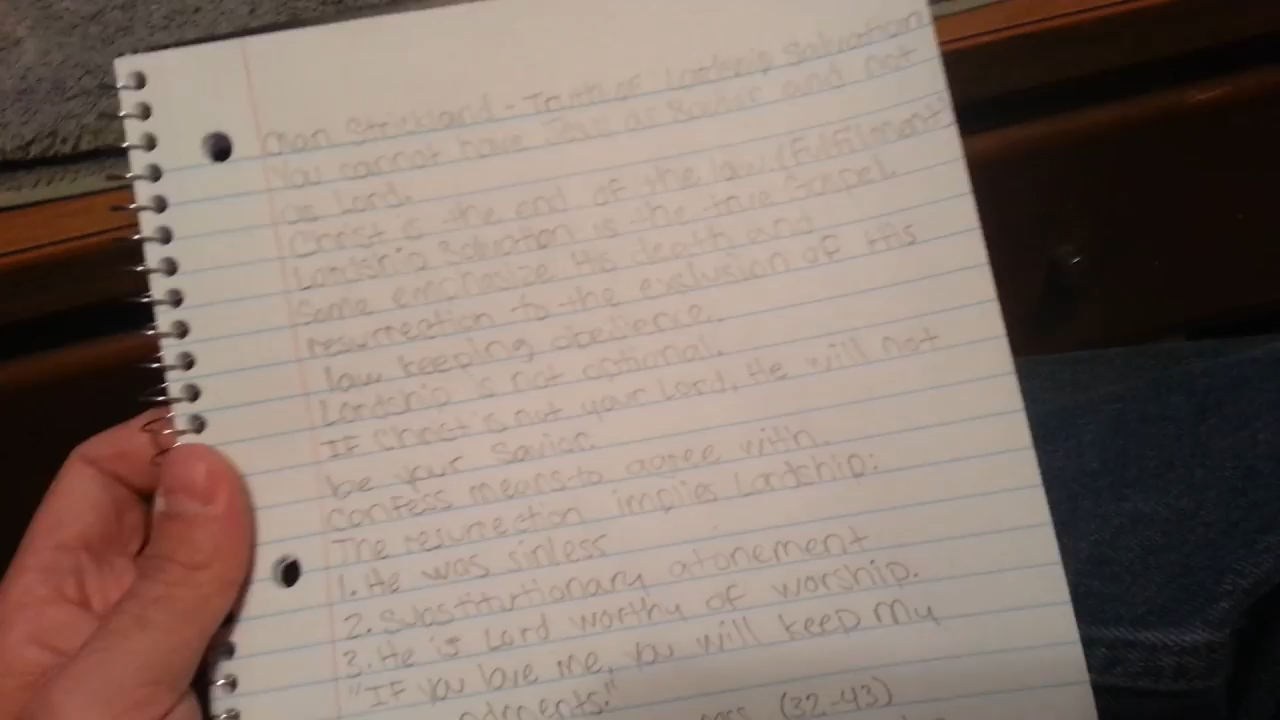 Strickland - Truth of Lordship Salvation
You cannot have Jesus as Savior and not
as Lord.
Christ is the end of the law. (Fulfillment)
Lordship Salvation is the true Gospel.
Some emphasize His death and
resurrection to the exclusion of His
law keeping obedience.
Lordship is not optional.
If Christ is not your Lord, He will not
be your Savior.
Confess means to agree with.
The resurrection implies Lordship:
1. He was sinless
2. Substitutionary atonement
3. He is Lord worthy of worship.
"If you love me, you will keep My
(32-43)